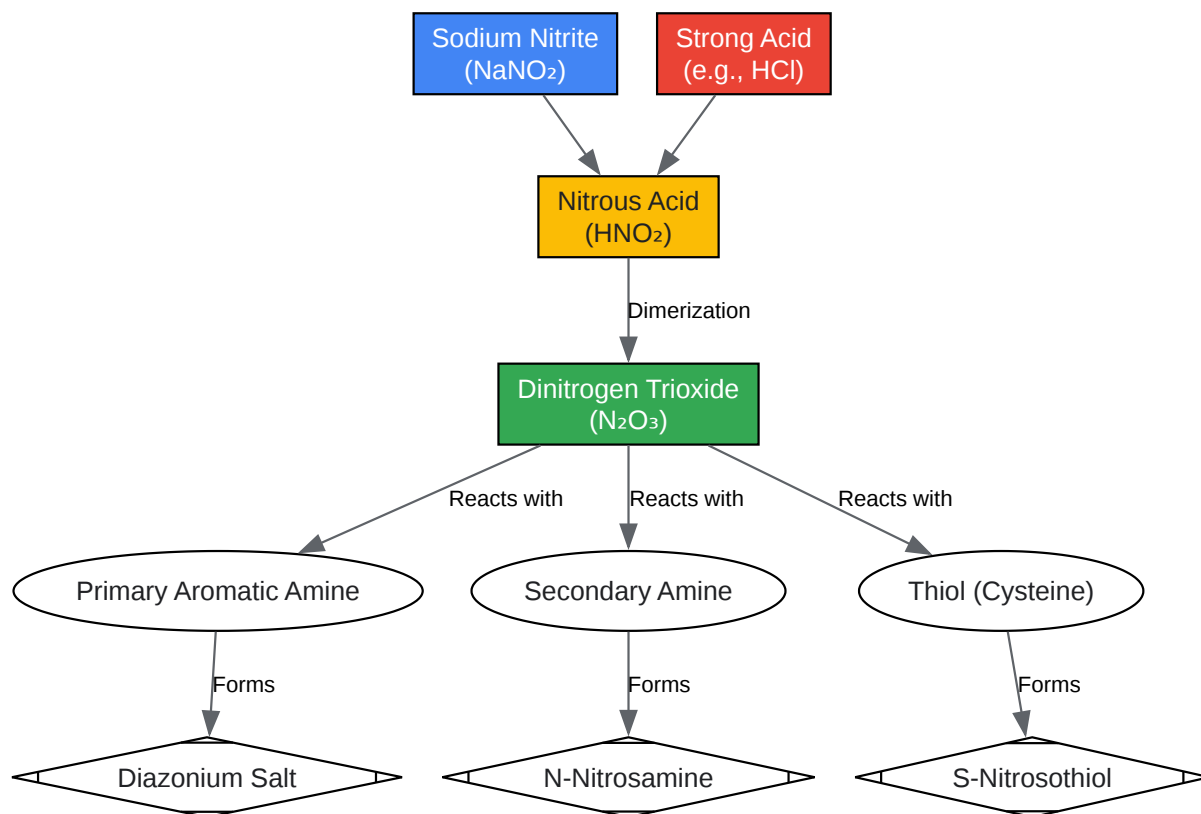 Sodium Nitrite
(NaNO₂)
Strong Acid
(e.g., HCl)
Nitrous Acid
(HNO₂)
Dimerization
Dinitrogen Trioxide
(N₂O₃)
Reacts with
Reacts with
Reacts with
Primary Aromatic Amine
Secondary Amine
Thiol (Cysteine)
Forms
Forms
Forms
Diazonium Salt
N-Nitrosamine
S-Nitrosothiol